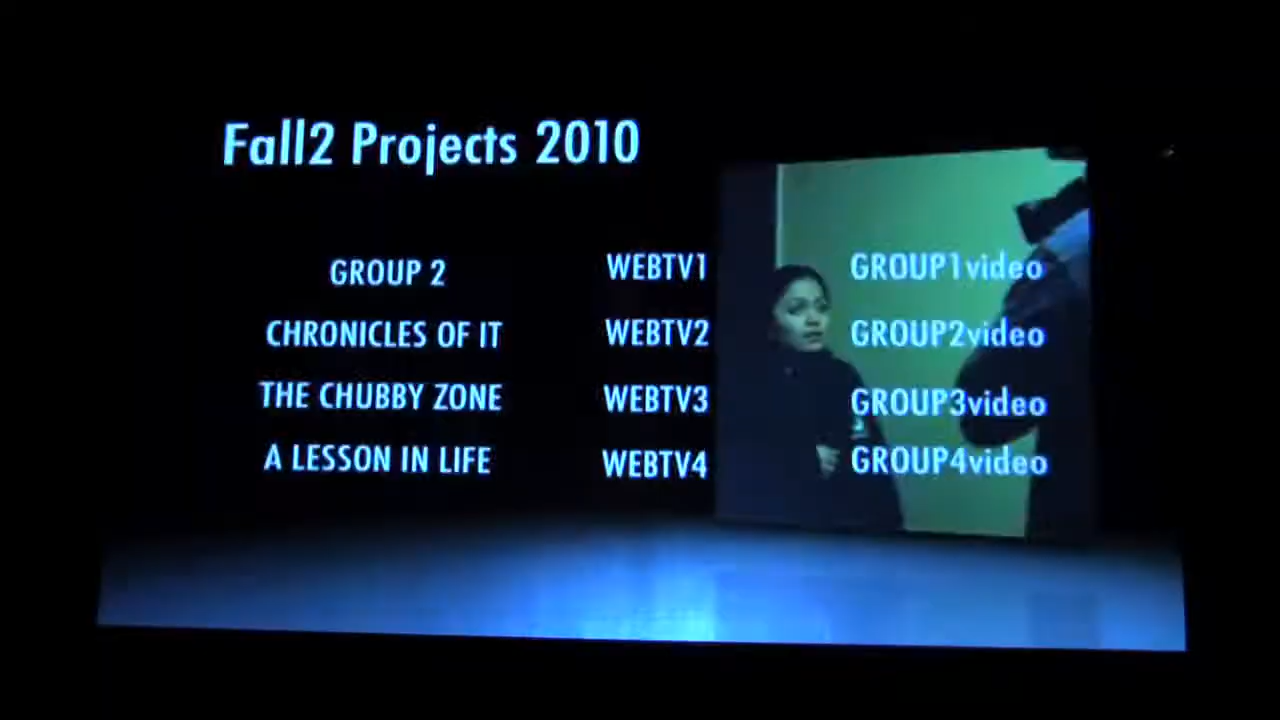 Fall2 Projects 2010
GROUP 2 WEBTV1 GROUP1video
CHRONICLES OF IT WEBTV2 GROUP2video
THE CHUBBY ZONE WEBTV3 GROUP3video
A LESSON IN LIFE WEBTV4 GROUP4video